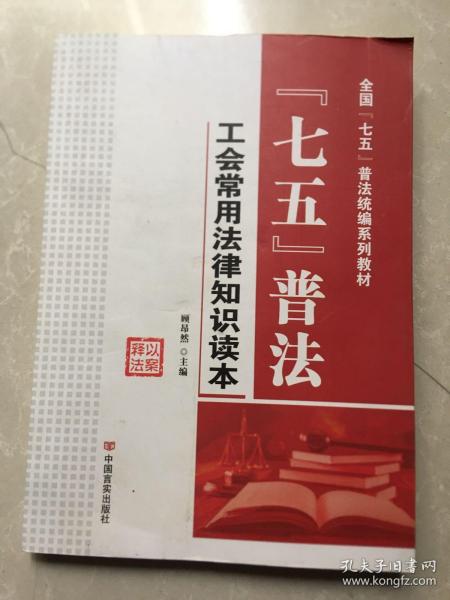 全国『七五』普法统编系列教材
『七五』普法
工会常用法律知识读本
顾昂然◎主编
以案
释法
中国言实出版社
孔夫子旧书网
www.kongfz.com